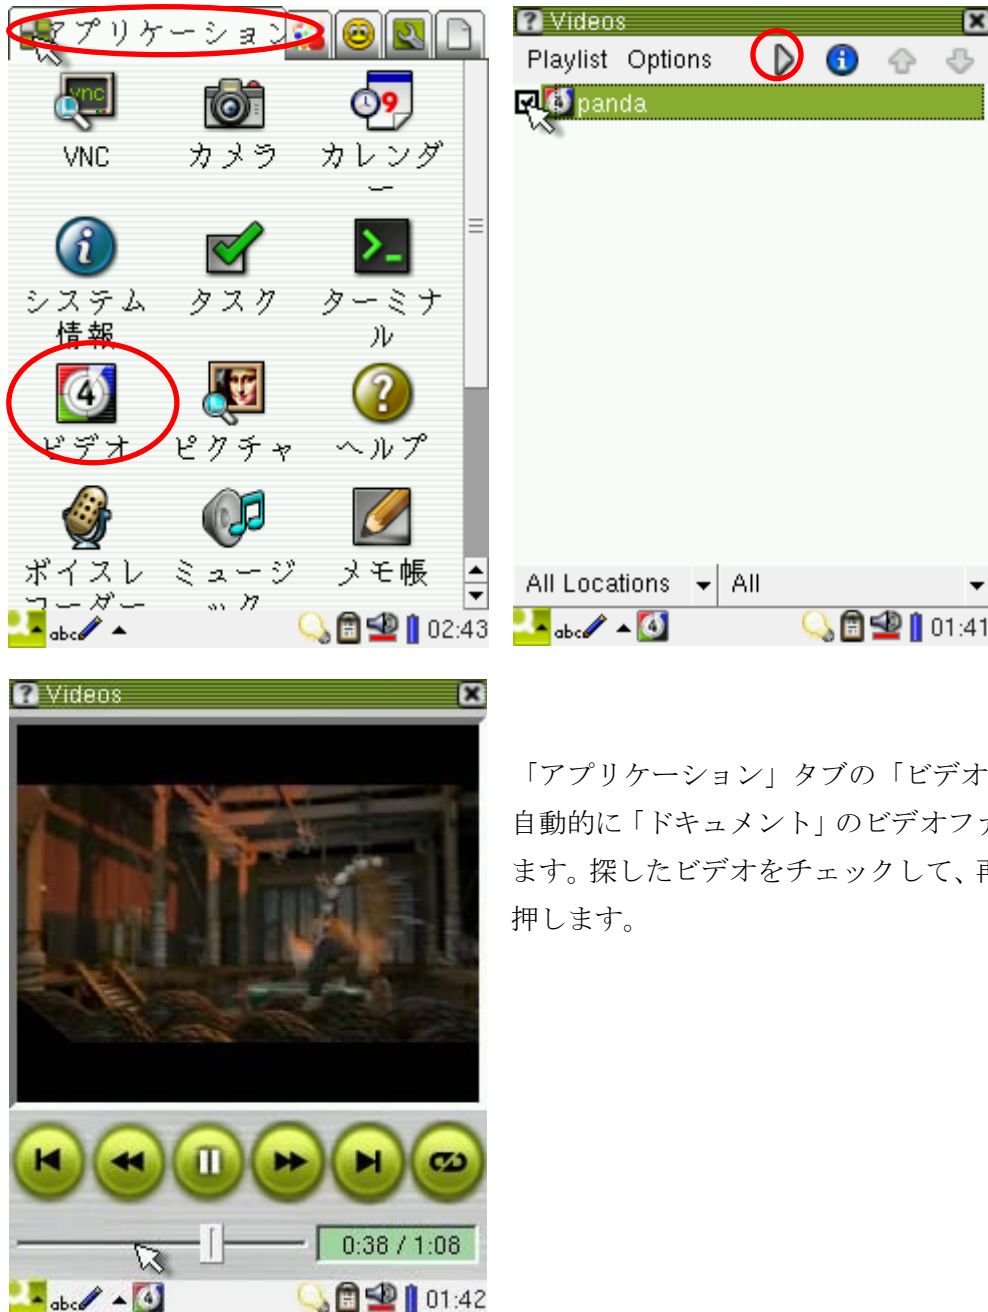 アプリケーション
VNC
カメラ
カレンダ
ー
システム
情報
タスク
ターミナ
ル
ビデオ
ピクチャ
ヘルプ
ボイスレ
コーダー
ミュージ
ック
メモ帳
abc
02:43
Videos
Playlist Options
panda
All Locations
All
abc
01:41
Videos
0:38 / 1:08
abc
01:42
「アプリケーション」タブの「ビデオ
自動的に「ドキュメント」のビデオファ
ます。探したビデオをチェックして、再
押します。